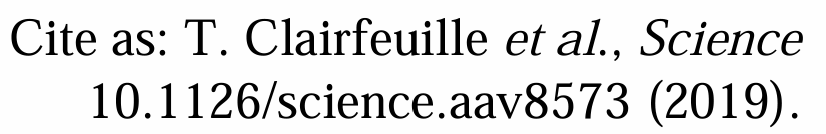 Cite as: T. Clairfeuille et al., Science
10.1126/science.aav8573 (2019).